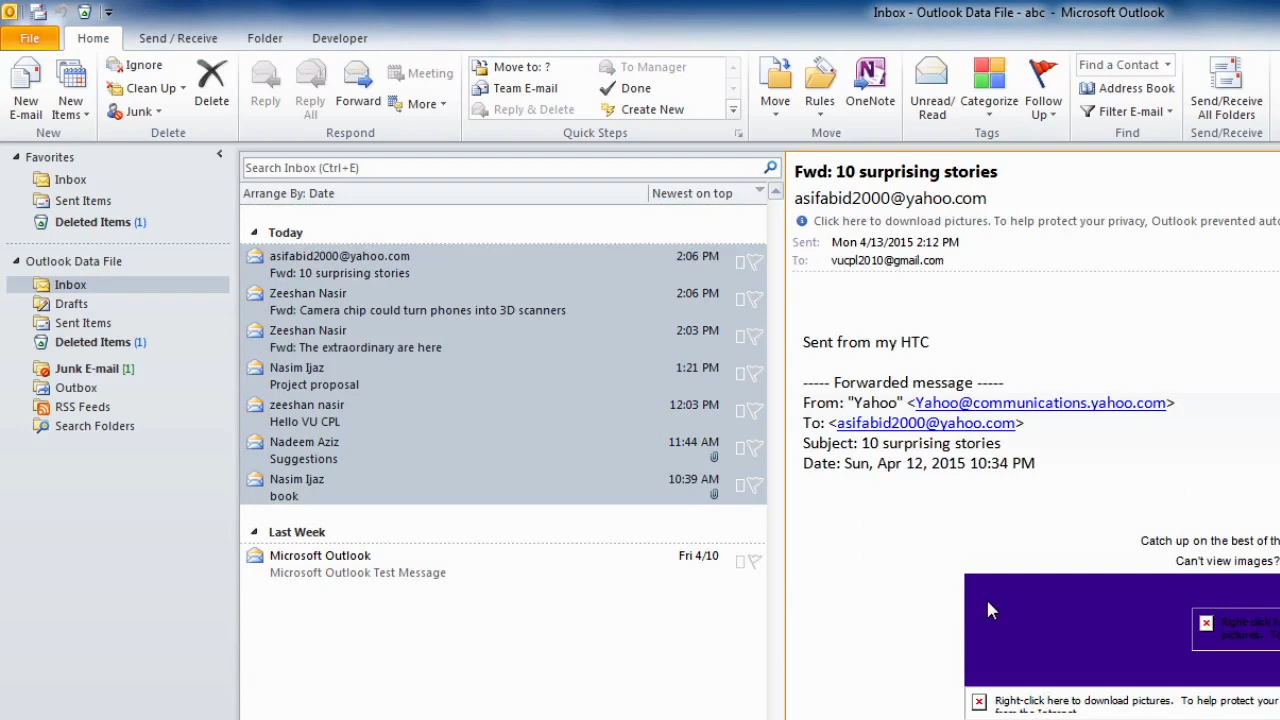 Inbox - Outlook Data File - abc - Microsoft Outlook
File Home Send / Receive Folder Developer
New E-mail
New Items
New
Ignore
Clean Up
Junk
Delete
Delete
Reply
Reply All
Forward
Meeting
More
Respond
Move to: ?
Team E-mail
Reply & Delete
To Manager
Done
Create New
Quick Steps
Move
Rules
OneNote
Move
Unread/ Read
Categorize
Follow Up
Tags
Find a Contact
Address Book
Filter E-mail
Find
Send/Receive All Folders
Send/Receive
Favorites
Inbox
Sent Items
Deleted Items (1)
Outlook Data File
Inbox
Drafts
Sent Items
Deleted Items (1)
Junk E-mail [1]
Outbox
RSS Feeds
Search Folders
Search Inbox (Ctrl+E)
Arrange By: Date Newest on top
Today
asifabid2000@yahoo.com 2:06 PM
Fwd: 10 surprising stories
Zeeshan Nasir 2:06 PM
Fwd: Camera chip could turn phones into 3D scanners
Zeeshan Nasir 2:03 PM
Fwd: The extraordinary are here
Nasim Ijaz 1:21 PM
Project proposal
zeeshan nasir 12:03 PM
Hello VU CPL
Nadeem Aziz 11:44 AM
Suggestions
Nasim Ijaz 10:39 AM
book
Last Week
Microsoft Outlook Fri 4/10
Microsoft Outlook Test Message
Fwd: 10 surprising stories
asifabid2000@yahoo.com
Click here to download pictures. To help protect your privacy, Outlook prevented auto
Sent: Mon 4/13/2015 2:12 PM
To: vucpl2010@gmail.com
Sent from my HTC
----- Forwarded message -----
From: "Yahoo" <Yahoo@communications.yahoo.com>
To: <asifabid2000@yahoo.com>
Subject: 10 surprising stories
Date: Sun, Apr 12, 2015 10:34 PM
Catch up on the best of th
Can't view images?
Right-click h
pictures. To
Right-click here to download pictures. To help protect your
from the Internet.